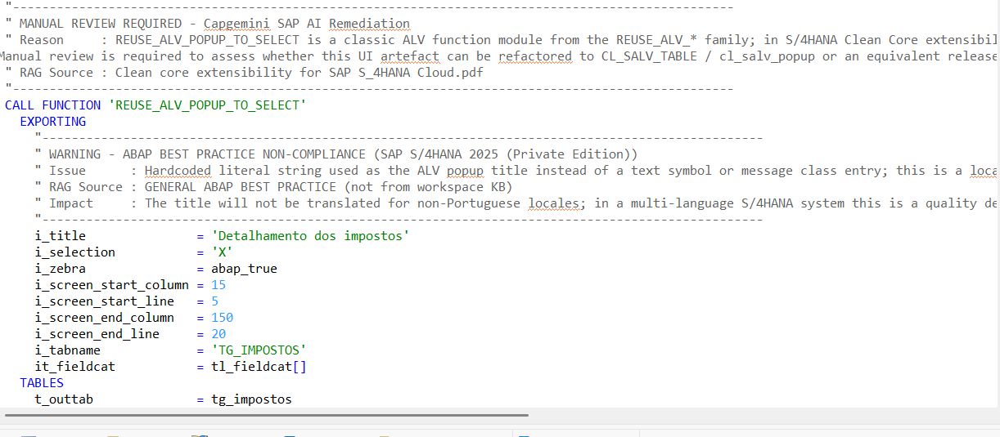 "--------------------------------------------------------------------------------------------------
" MANUAL REVIEW REQUIRED - Capgemini SAP AI Remediation
" Reason     : REUSE_ALV_POPUP_TO_SELECT is a classic ALV function module from the REUSE_ALV_* family; in S/4HANA Clean Core extensibil
Manual review is required to assess whether this UI artefact can be refactored to CL_SALV_TABLE / cl_salv_popup or an equivalent release
" RAG Source : Clean core extensibility for SAP S_4HANA Cloud.pdf
"--------------------------------------------------------------------------------------------------
CALL FUNCTION 'REUSE_ALV_POPUP_TO_SELECT'
  EXPORTING
    "--------------------------------------------------------------------------------------------------
    " WARNING - ABAP BEST PRACTICE NON-COMPLIANCE (SAP S/4HANA 2025 (Private Edition))
    " Issue      : Hardcoded literal string used as the ALV popup title instead of a text symbol or message class entry; this is a loca
    " RAG Source : GENERAL ABAP BEST PRACTICE (not from workspace KB)
    " Impact     : The title will not be translated for non-Portuguese locales; in a multi-language S/4HANA system this is a quality de
    "--------------------------------------------------------------------------------------------------
    i_title               = 'Detalhamento dos impostos'
    i_selection           = 'X'
    i_zebra               = abap_true
    i_screen_start_column = 15
    i_screen_start_line   = 5
    i_screen_end_column   = 150
    i_screen_end_line     = 20
    i_tabname             = 'TG_IMPOSTOS'
    it_fieldcat           = tl_fieldcat[]
  TABLES
    t_outtab              = tg_impostos